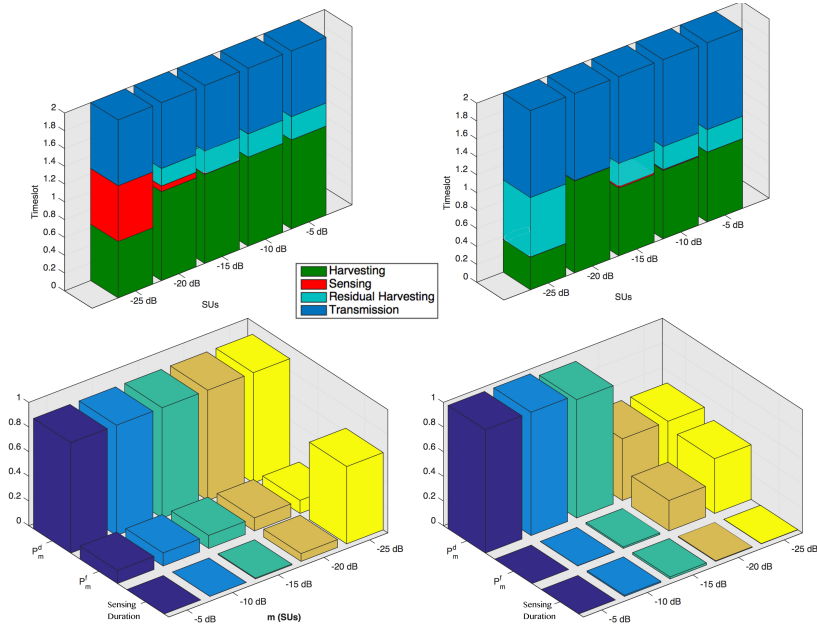 2
1.8
1.6
1.4
1.2
1
0.8
0.6
0.4
0.2
0
Timeslot
-5 dB
-10 dB
-15 dB
-20 dB
-25 dB
SUs
2
1.8
1.6
1.4
1.2
1
0.8
0.6
0.4
0.2
0
Timeslot
-5 dB
-10 dB
-15 dB
-20 dB
-25 dB
SUs
Harvesting
Sensing
Residual Harvesting
Transmission
1
0.8
0.6
0.4
0.2
0
P_m^d
P_m^f
Sensing
Duration
-25 dB
-20 dB
-15 dB
-10 dB
-5 dB
m (SUs)
1
0.8
0.6
0.4
0.2
0
P_m^d
P_m^f
Sensing
Duration
-25 dB
-20 dB
-15 dB
-10 dB
-5 dB